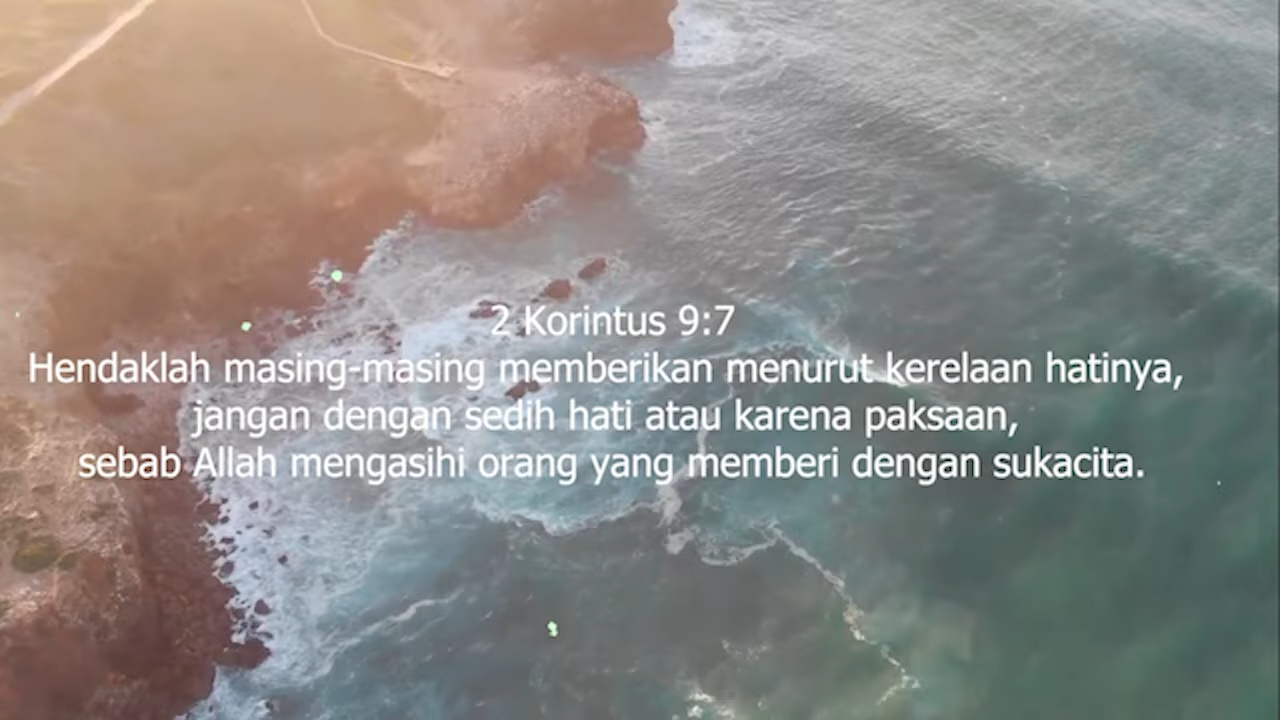 2 Korintus 9:7
Hendaklah masing-masing memberikan menurut kerelaan hatinya,
jangan dengan sedih hati atau karena paksaan,
sebab Allah mengasihi orang yang memberi dengan sukacita.